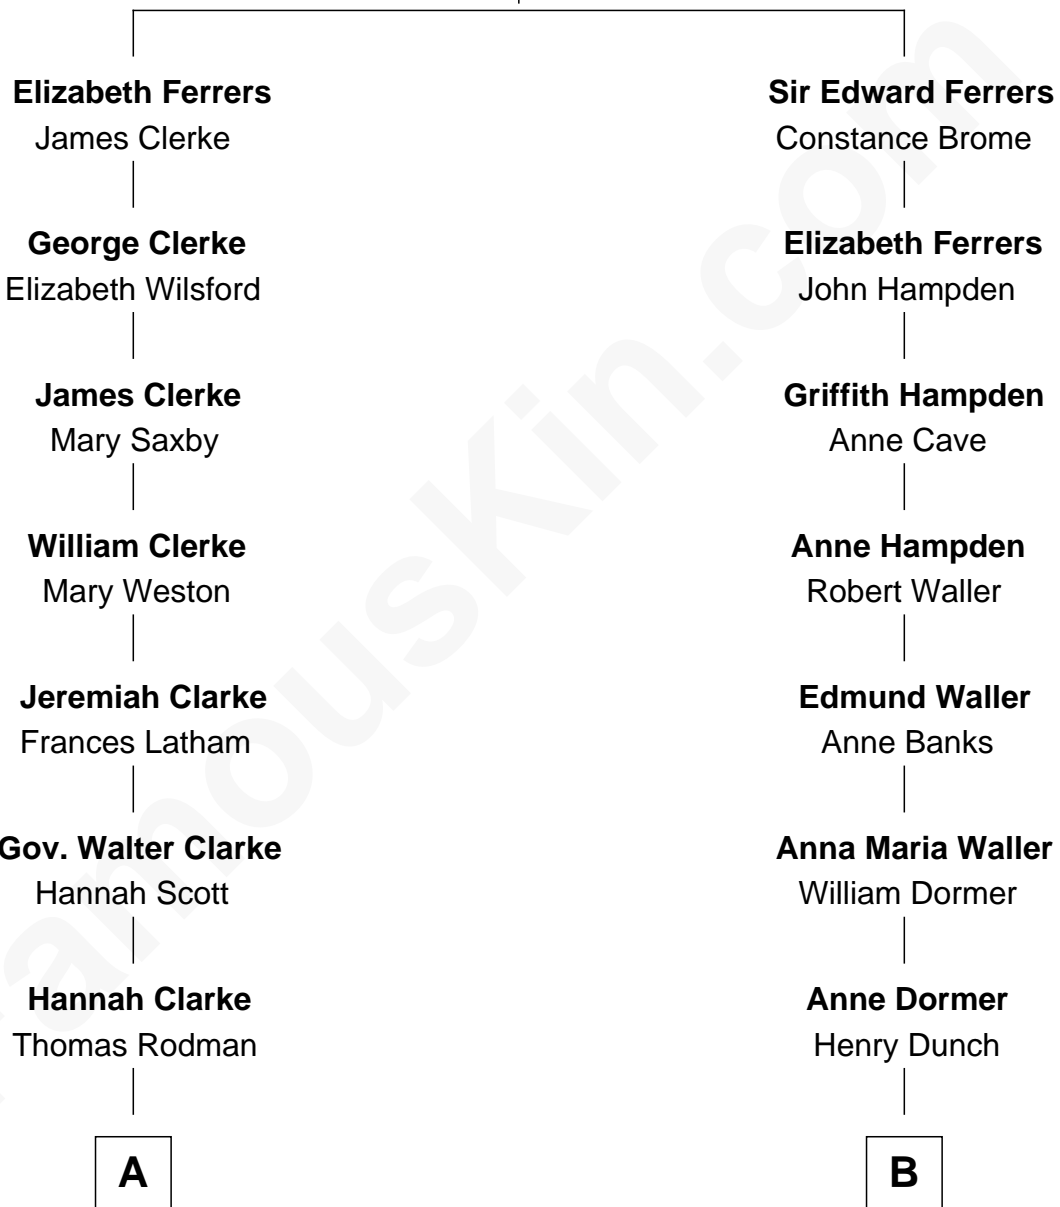 Elizabeth Ferrers
James Clerke
Sir Edward Ferrers
Constance Brome
George Clerke
Elizabeth Wilsford
Elizabeth Ferrers
John Hampden
James Clerke
Mary Saxby
Griffith Hampden
Anne Cave
William Clerke
Mary Weston
Anne Hampden
Robert Waller
Jeremiah Clarke
Frances Latham
Edmund Waller
Anne Banks
Gov. Walter Clarke
Hannah Scott
Anna Maria Waller
William Dormer
Hannah Clarke
Thomas Rodman
Anne Dormer
Henry Dunch
A
B
FamousKin.com